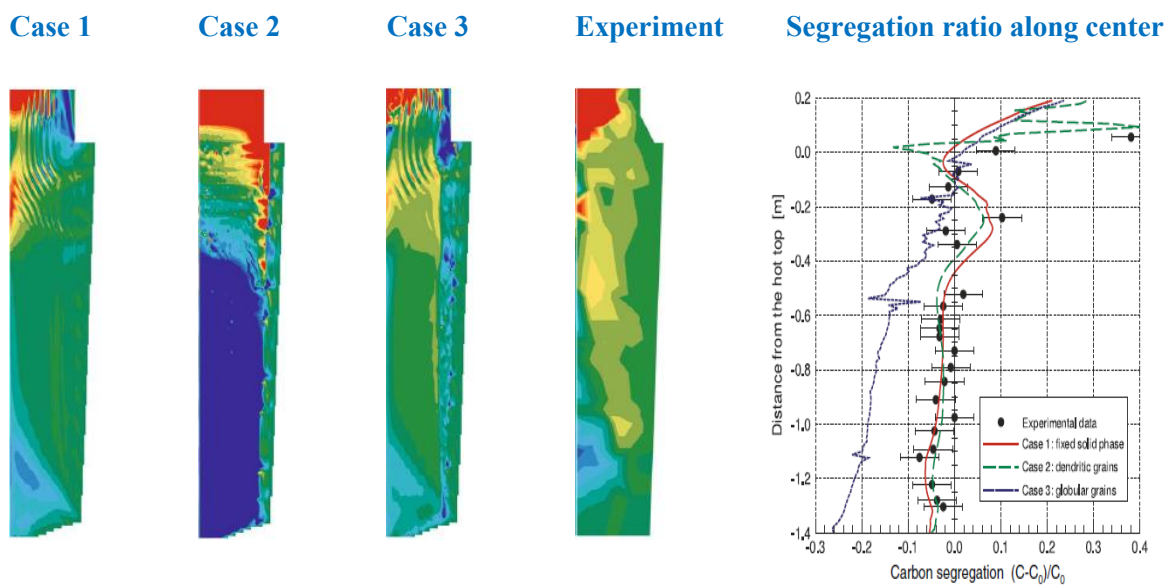 Case 1 Case 2 Case 3 Experiment Segregation ratio along center
0.2
0.0
-0.2
-0.4
-0.6
-0.8
-1.0
-1.2
-1.4
Distance from the hot top [m]
Experimental data
Case 1: fixed solid phase
Case 2: dendritic grains
Case 3: globular grains
-0.3 -0.2 -0.1 0.0 0.1 0.2 0.3 0.4
Carbon segregation (C-C₀)/C₀